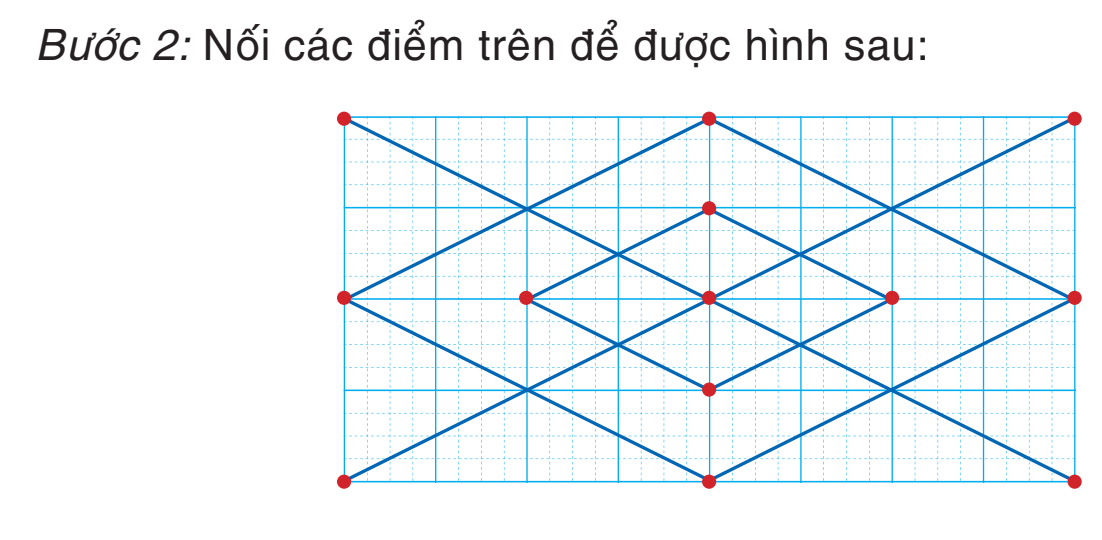 Bước 2: Nối các điểm trên để được hình sau: